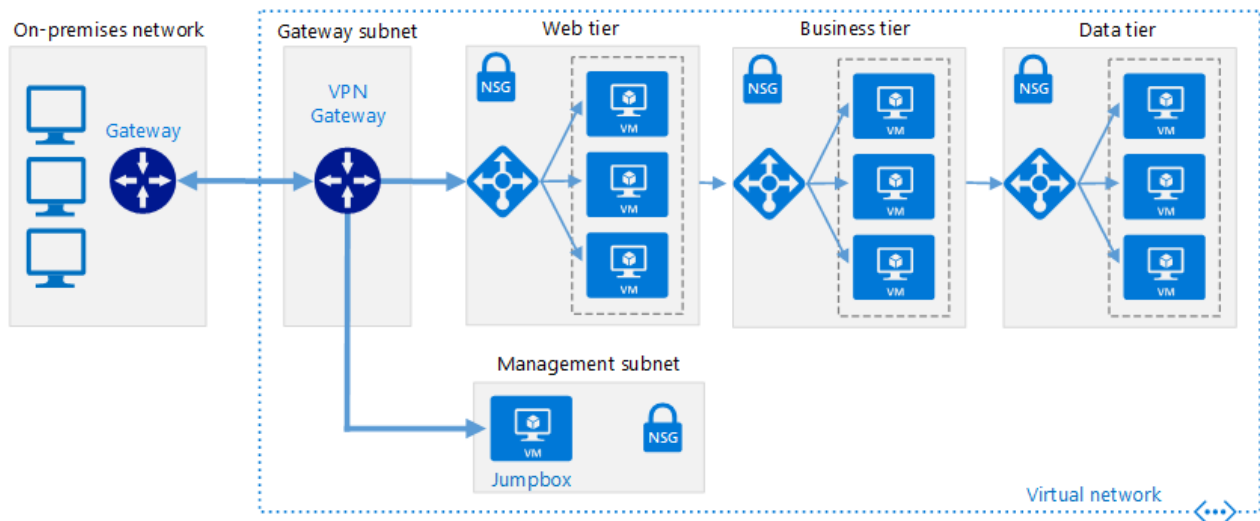 On-premises network
Gateway subnet
Web tier
Business tier
Data tier
Gateway
VPN
Gateway
NSG
VM
VM
VM
NSG
VM
VM
VM
NSG
VM
VM
VM
Management subnet
VM
NSG
Jumpbox
Virtual network